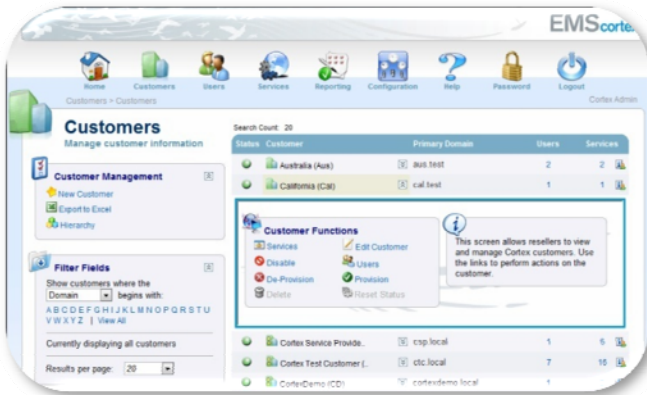 EMScortex
Home Customers Users Services Reporting Configuration Help Password Logout
Customers > Customers
Cortex Admin
Customers
Manage customer information
Search Count: 20
Status Customer Primary Domain Users Services
Australia (Aus) aus.test 2 2
California (Cal) cal.test 1 1
Customer Management
New Customer
Export to Excel
Hierarchy
Customer Functions
Services Edit Customer
Disable Users
De-Provision Provision
Delete Reset Status
This screen allows resellers to view
and manage Cortex customers. Use
the links to perform actions on the
customer.
Filter Fields
Show customers where the
Domain begins with:
A B C D E F G H I J K L M N O P Q R S T U
V W X Y Z | View All
Currently displaying all customers
Results per page: 20
Cortex Service Provide.. csp.local 1 6
Cortex Test Customer (.. ctc.local 7 16
CortexDemo (CD) cortexdemo.local 1